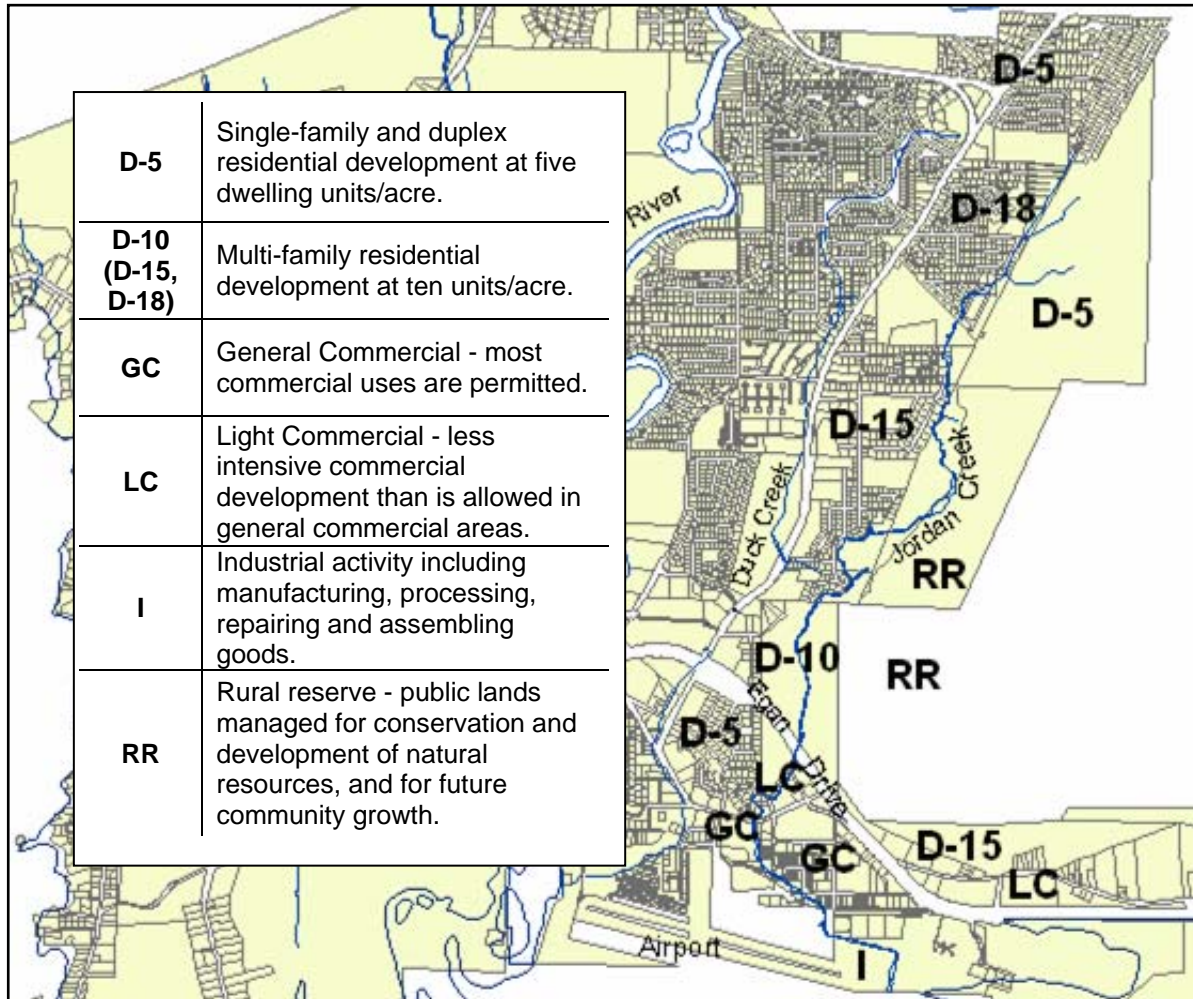 D-5
Single-family and duplex
residential development at five
dwelling units/acre.
D-10
(D-15,
D-18)
Multi-family residential
development at ten units/acre.
GC
General Commercial - most
commercial uses are permitted.
LC
Light Commercial - less
intensive commercial
development than is allowed in
general commercial areas.
I
Industrial activity including
manufacturing, processing,
repairing and assembling
goods.
RR
Rural reserve - public lands
managed for conservation and
development of natural
resources, and for future
community growth.
D-5
River
D-18
D-5
D-15
Duck Creek
Jordan Creek
RR
D-10
RR
Egan Drive
D-5
LC
GC
GC
D-15
LC
Airport
I